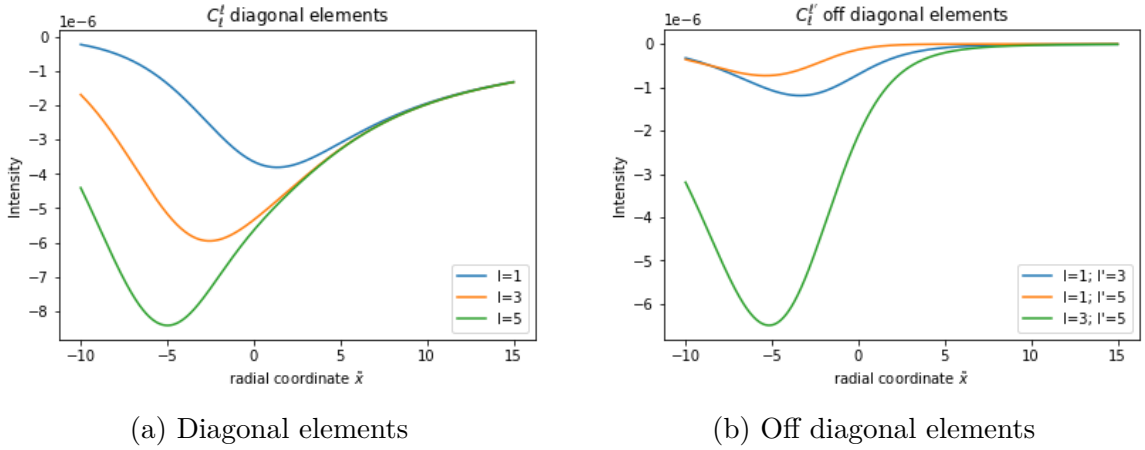 1e−6
C_ℓ^ℓ diagonal elements
0
−1
−2
−3
−4
−5
−6
−7
−8
Intensity
l=1
l=3
l=5
−10 −5 0 5 10 15
radial coordinate x̃
(a) Diagonal elements
1e−6
C_ℓ^ℓ′ off diagonal elements
0
−1
−2
−3
−4
−5
−6
Intensity
l=1; l'=3
l=1; l'=5
l=3; l'=5
−10 −5 0 5 10 15
radial coordinate x̃
(b) Off diagonal elements